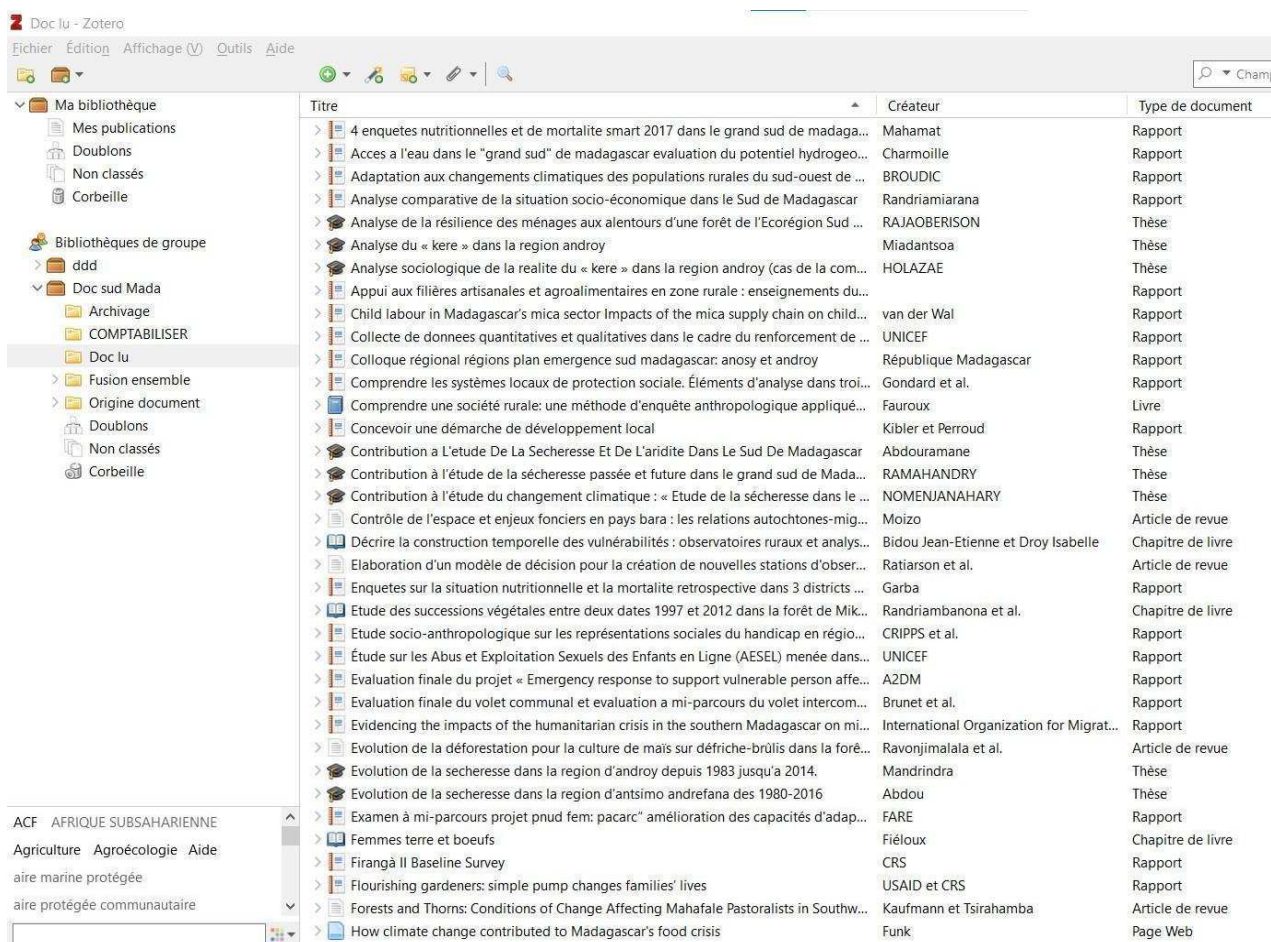 Doc lu - Zotero
Fichier Édition Affichage (V) Outils Aide
Champ
Ma bibliothèque
Mes publications
Doublons
Non classés
Corbeille
Bibliothèques de groupe
ddd
Doc sud Mada
Archivage
COMPTABILISER
Doc lu
Fusion ensemble
Origine document
Doublons
Non classés
Corbeille
ACF AFRIQUE SUBSAHARIENNE
Agriculture Agroécologie Aide
aire marine protégée
aire protégée communautaire
Titre Créateur Type de document
4 enquetes nutritionnelles et de mortalite smart 2017 dans le grand sud de madaga... Mahamat Rapport
Acces a l'eau dans le "grand sud" de madagascar evaluation du potentiel hydrogeo... Charmoille Rapport
Adaptation aux changements climatiques des populations rurales du sud-ouest de ... BROUDIC Rapport
Analyse comparative de la situation socio-économique dans le Sud de Madagascar Randriamiarana Rapport
Analyse de la résilience des ménages aux alentours d'une forêt de l'Ecorégion Sud ... RAJAOBERISON Thèse
Analyse du « kere » dans la region androy Miadantsoa Thèse
Analyse sociologique de la realite du « kere » dans la region androy (cas de la com... HOLAZAE Thèse
Appui aux filières artisanales et agroalimentaires en zone rurale : enseignements du... Rapport
Child labour in Madagascar's mica sector Impacts of the mica supply chain on child... van der Wal Rapport
Collecte de donnees quantitatives et qualitatives dans le cadre du renforcement de ... UNICEF Rapport
Colloque régional régions plan emergence sud madagascar: anosy et androy République Madagascar Rapport
Comprendre les systèmes locaux de protection sociale. Éléments d'analyse dans troi... Gondard et al. Rapport
Comprendre une société rurale: une méthode d'enquête anthropologique appliqué... Fauroux Livre
Concevoir une démarche de développement local Kibler et Perroud Rapport
Contribution a L'etude De La Secheresse Et De L'aridite Dans Le Sud De Madagascar Abdouramane Thèse
Contribution à l'étude de la sécheresse passée et future dans le grand sud de Mada... RAMAHANDRY Thèse
Contribution à l'étude du changement climatique : « Etude de la sécheresse dans le ... NOMENJANAHARY Thèse
Contrôle de l'espace et enjeux fonciers en pays bara : les relations autochtones-mig... Moizo Article de revue
Décrire la construction temporelle des vulnérabilités : observatoires ruraux et analys... Bidou Jean-Etienne et Droy Isabelle Chapitre de livre
Elaboration d'un modèle de décision pour la création de nouvelles stations d'obser... Ratiarson et al. Article de revue
Enquetes sur la situation nutritionnelle et la mortalite retrospective dans 3 districts ... Garba Rapport
Etude des successions végétales entre deux dates 1997 et 2012 dans la forêt de Mik... Randriambanona et al. Chapitre de livre
Etude socio-anthropologique sur les représentations sociales du handicap en régio... CRIPPS et al. Rapport
Étude sur les Abus et Exploitation Sexuels des Enfants en Ligne (AESEL) menée dans... UNICEF Rapport
Evaluation finale du projet « Emergency response to support vulnerable person affe... A2DM Rapport
Evaluation finale du volet communal et evaluation a mi-parcours du volet intercom... Brunet et al. Rapport
Evidencing the impacts of the humanitarian crisis in the southern Madagascar on mi... International Organization for Migrat... Rapport
Evolution de la déforestation pour la culture de maïs sur défriche-brûlis dans la forê... Ravonjimalala et al. Article de revue
Evolution de la secheresse dans la region d'androy depuis 1983 jusqu'a 2014. Mandrindra Thèse
Evolution de la secheresse dans la region d'antsimo andrefana des 1980-2016 Abdou Thèse
Examen à mi-parcours projet pnud fem: pacarc" amélioration des capacités d'adap... FARE Rapport
Femmes terre et boeufs Fiéloux Chapitre de livre
Firangà II Baseline Survey CRS Rapport
Flourishing gardeners: simple pump changes families' lives USAID et CRS Rapport
Forests and Thorns: Conditions of Change Affecting Mahafale Pastoralists in Southw... Kaufmann et Tsirahamba Article de revue
How climate change contributed to Madagascar's food crisis Funk Page Web